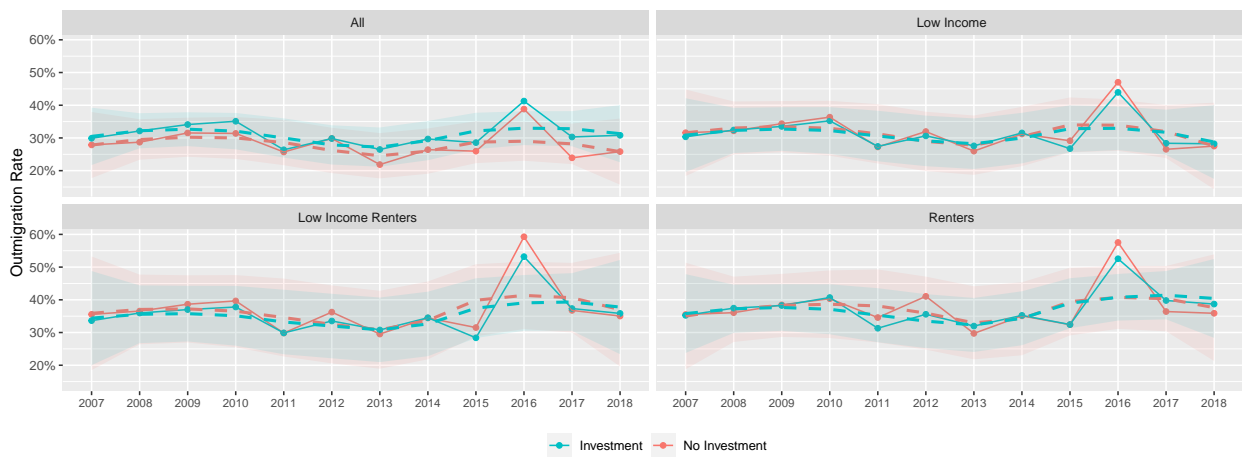 All
Low Income
60%
50%
40%
30%
20%
Low Income Renters
Renters
60%
50%
40%
30%
20%
Outmigration Rate
2007 2008 2009 2010 2011 2012 2013 2014 2015 2016 2017 2018
2007 2008 2009 2010 2011 2012 2013 2014 2015 2016 2017 2018
Investment
No Investment